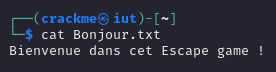 ┌──(crackme㉿iut)-[~]
└─$ cat Bonjour.txt
Bienvenue dans cet Escape game !